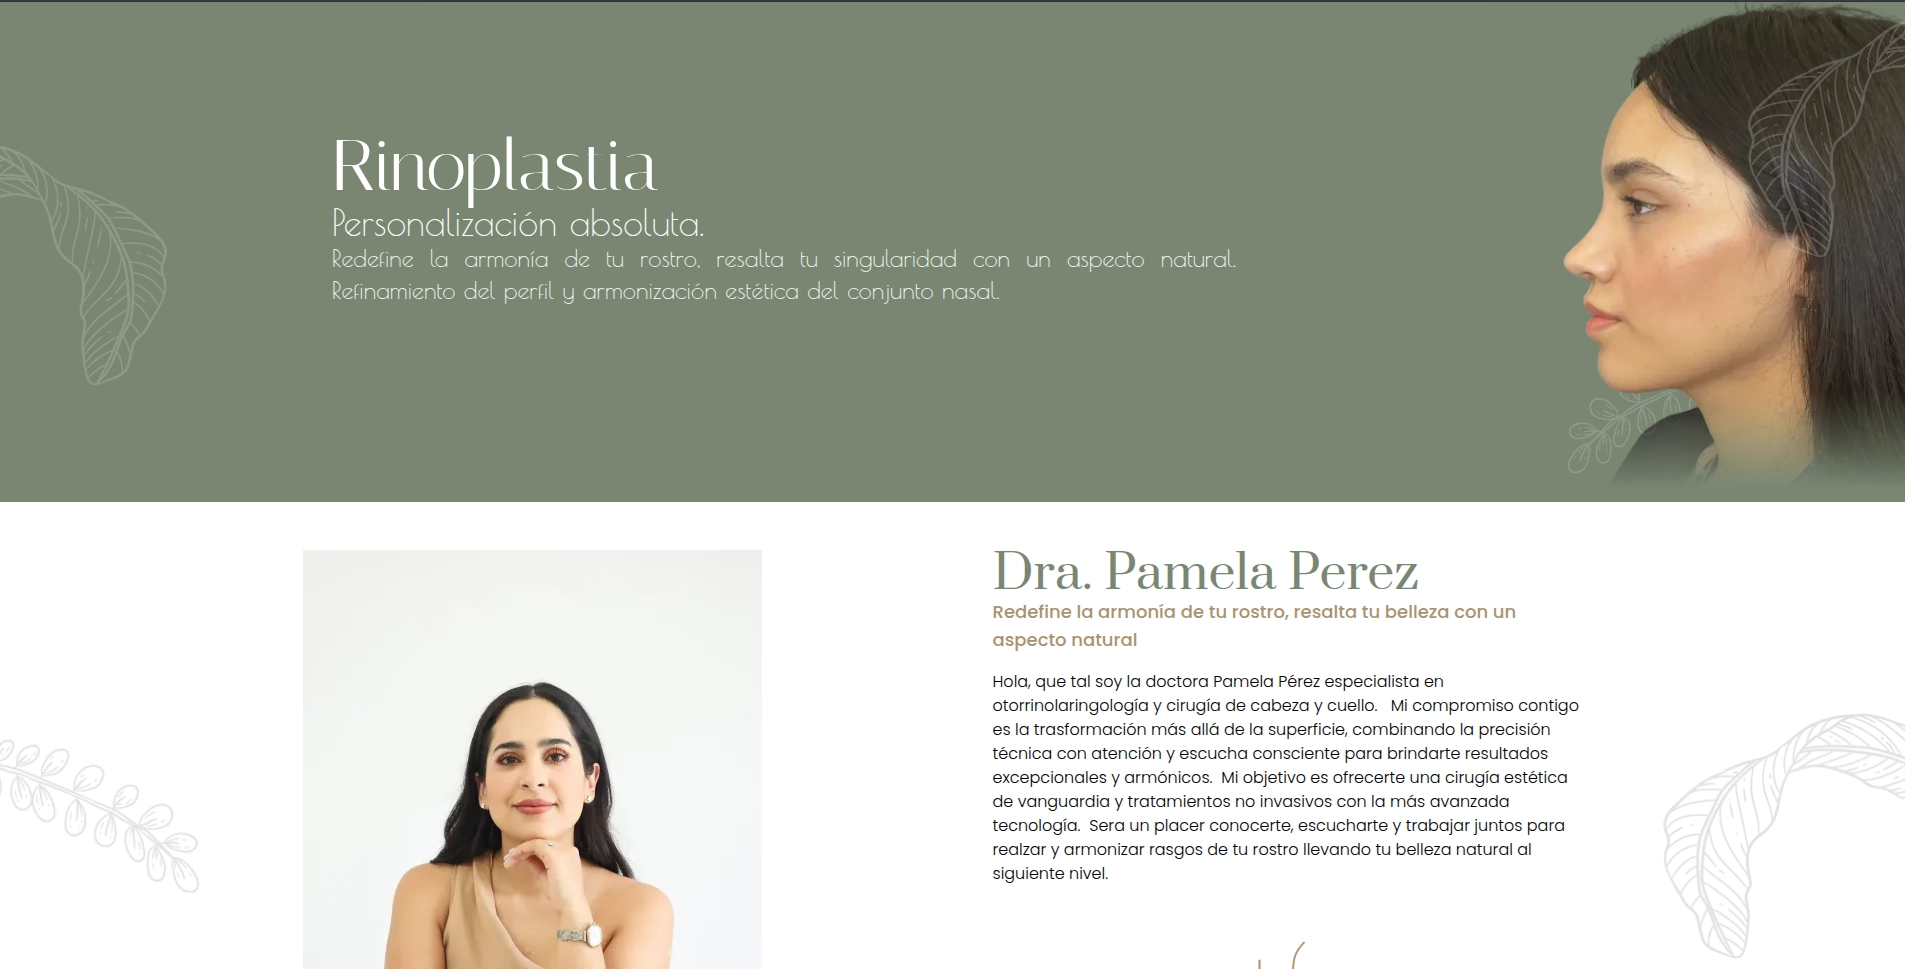 Rinoplastia
Personalización absoluta.
Redefine la armonía de tu rostro, resalta tu singularidad con un aspecto natural.
Refinamiento del perfil y armonización estética del conjunto nasal.
Dra. Pamela Perez
Redefine la armonía de tu rostro, resalta tu belleza con un
aspecto natural
Hola, que tal soy la doctora Pamela Pérez especialista en
otorrinolaringología y cirugía de cabeza y cuello.   Mi compromiso contigo
es la trasformación más allá de la superficie, combinando la precisión
técnica con atención y escucha consciente para brindarte resultados
excepcionales y armónicos.  Mi objetivo es ofrecerte una cirugía estética
de vanguardia y tratamientos no invasivos con la más avanzada
tecnología.  Sera un placer conocerte, escucharte y trabajar juntos para
realzar y armonizar rasgos de tu rostro llevando tu belleza natural al
siguiente nivel.